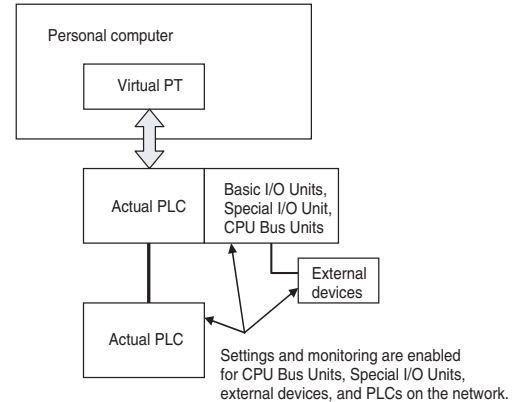 Personal computer
Virtual PT
Actual PLC
Basic I/O Units,
Special I/O Unit,
CPU Bus Units
External
devices
Actual PLC
Settings and monitoring are enabled
for CPU Bus Units, Special I/O Units,
external devices, and PLCs on the network.